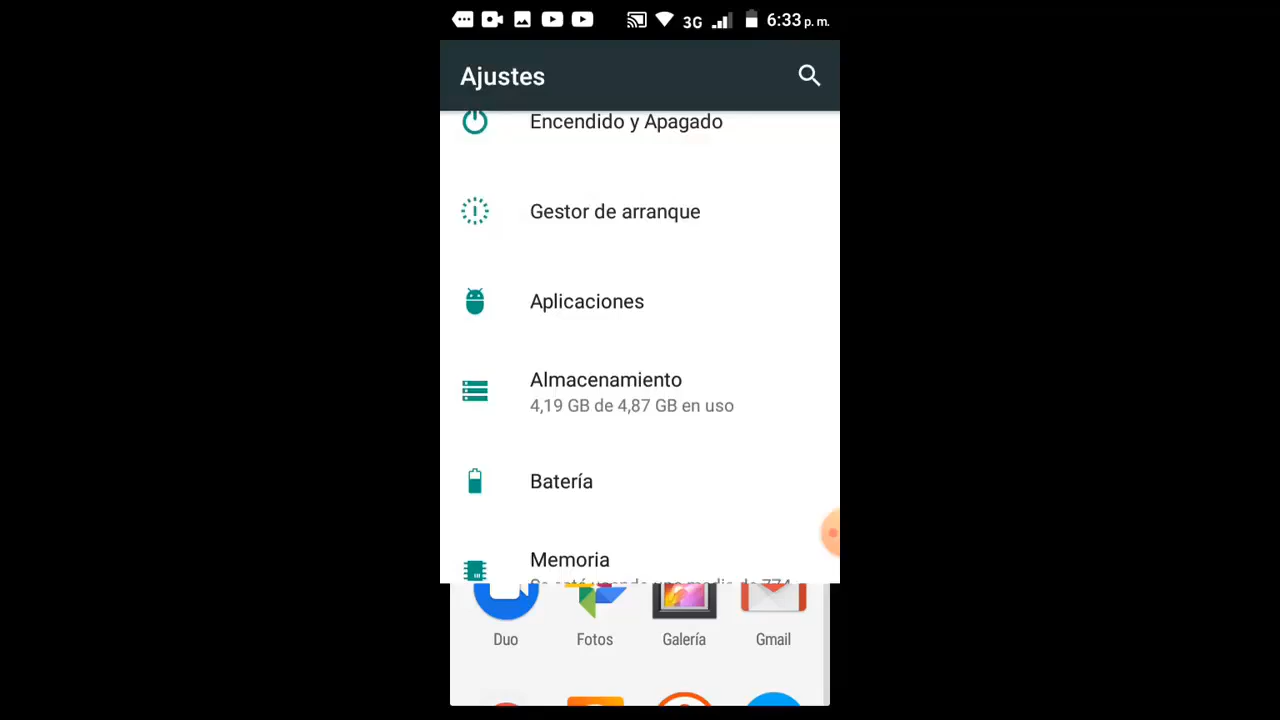 3G 6:33 p. m.
Ajustes
Encendido y Apagado
Gestor de arranque
Aplicaciones
Almacenamiento
4,19 GB de 4,87 GB en uso
Batería
Memoria
Duo Fotos Galería Gmail